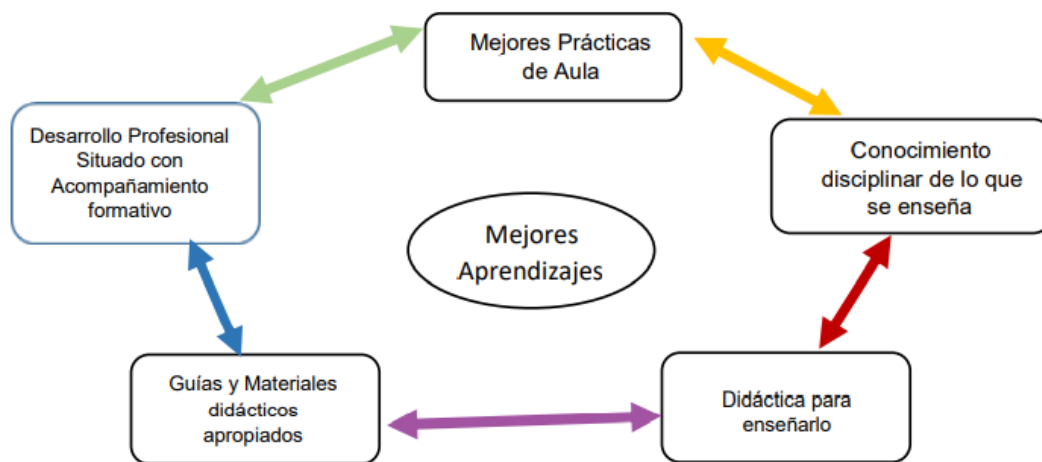 Mejores Prácticas
de Aula
Desarrollo Profesional
Situado con
Acompañamiento
formativo
Conocimiento
disciplinar de lo que
se enseña
Mejores
Aprendizajes
Guías y Materiales
didácticos
apropiados
Didáctica para
enseñarlo